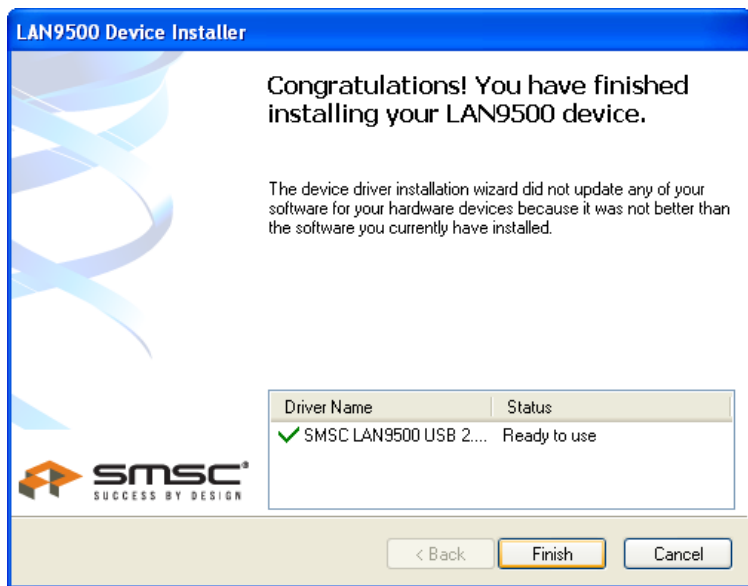 LAN9500 Device Installer
Congratulations! You have finished
installing your LAN9500 device.
The device driver installation wizard did not update any of your
software for your hardware devices because it was not better than
the software you currently have installed.
Driver Name Status
SMSC LAN9500 USB 2.... Ready to use
smsc®
SUCCESS BY DESIGN
< Back Finish Cancel